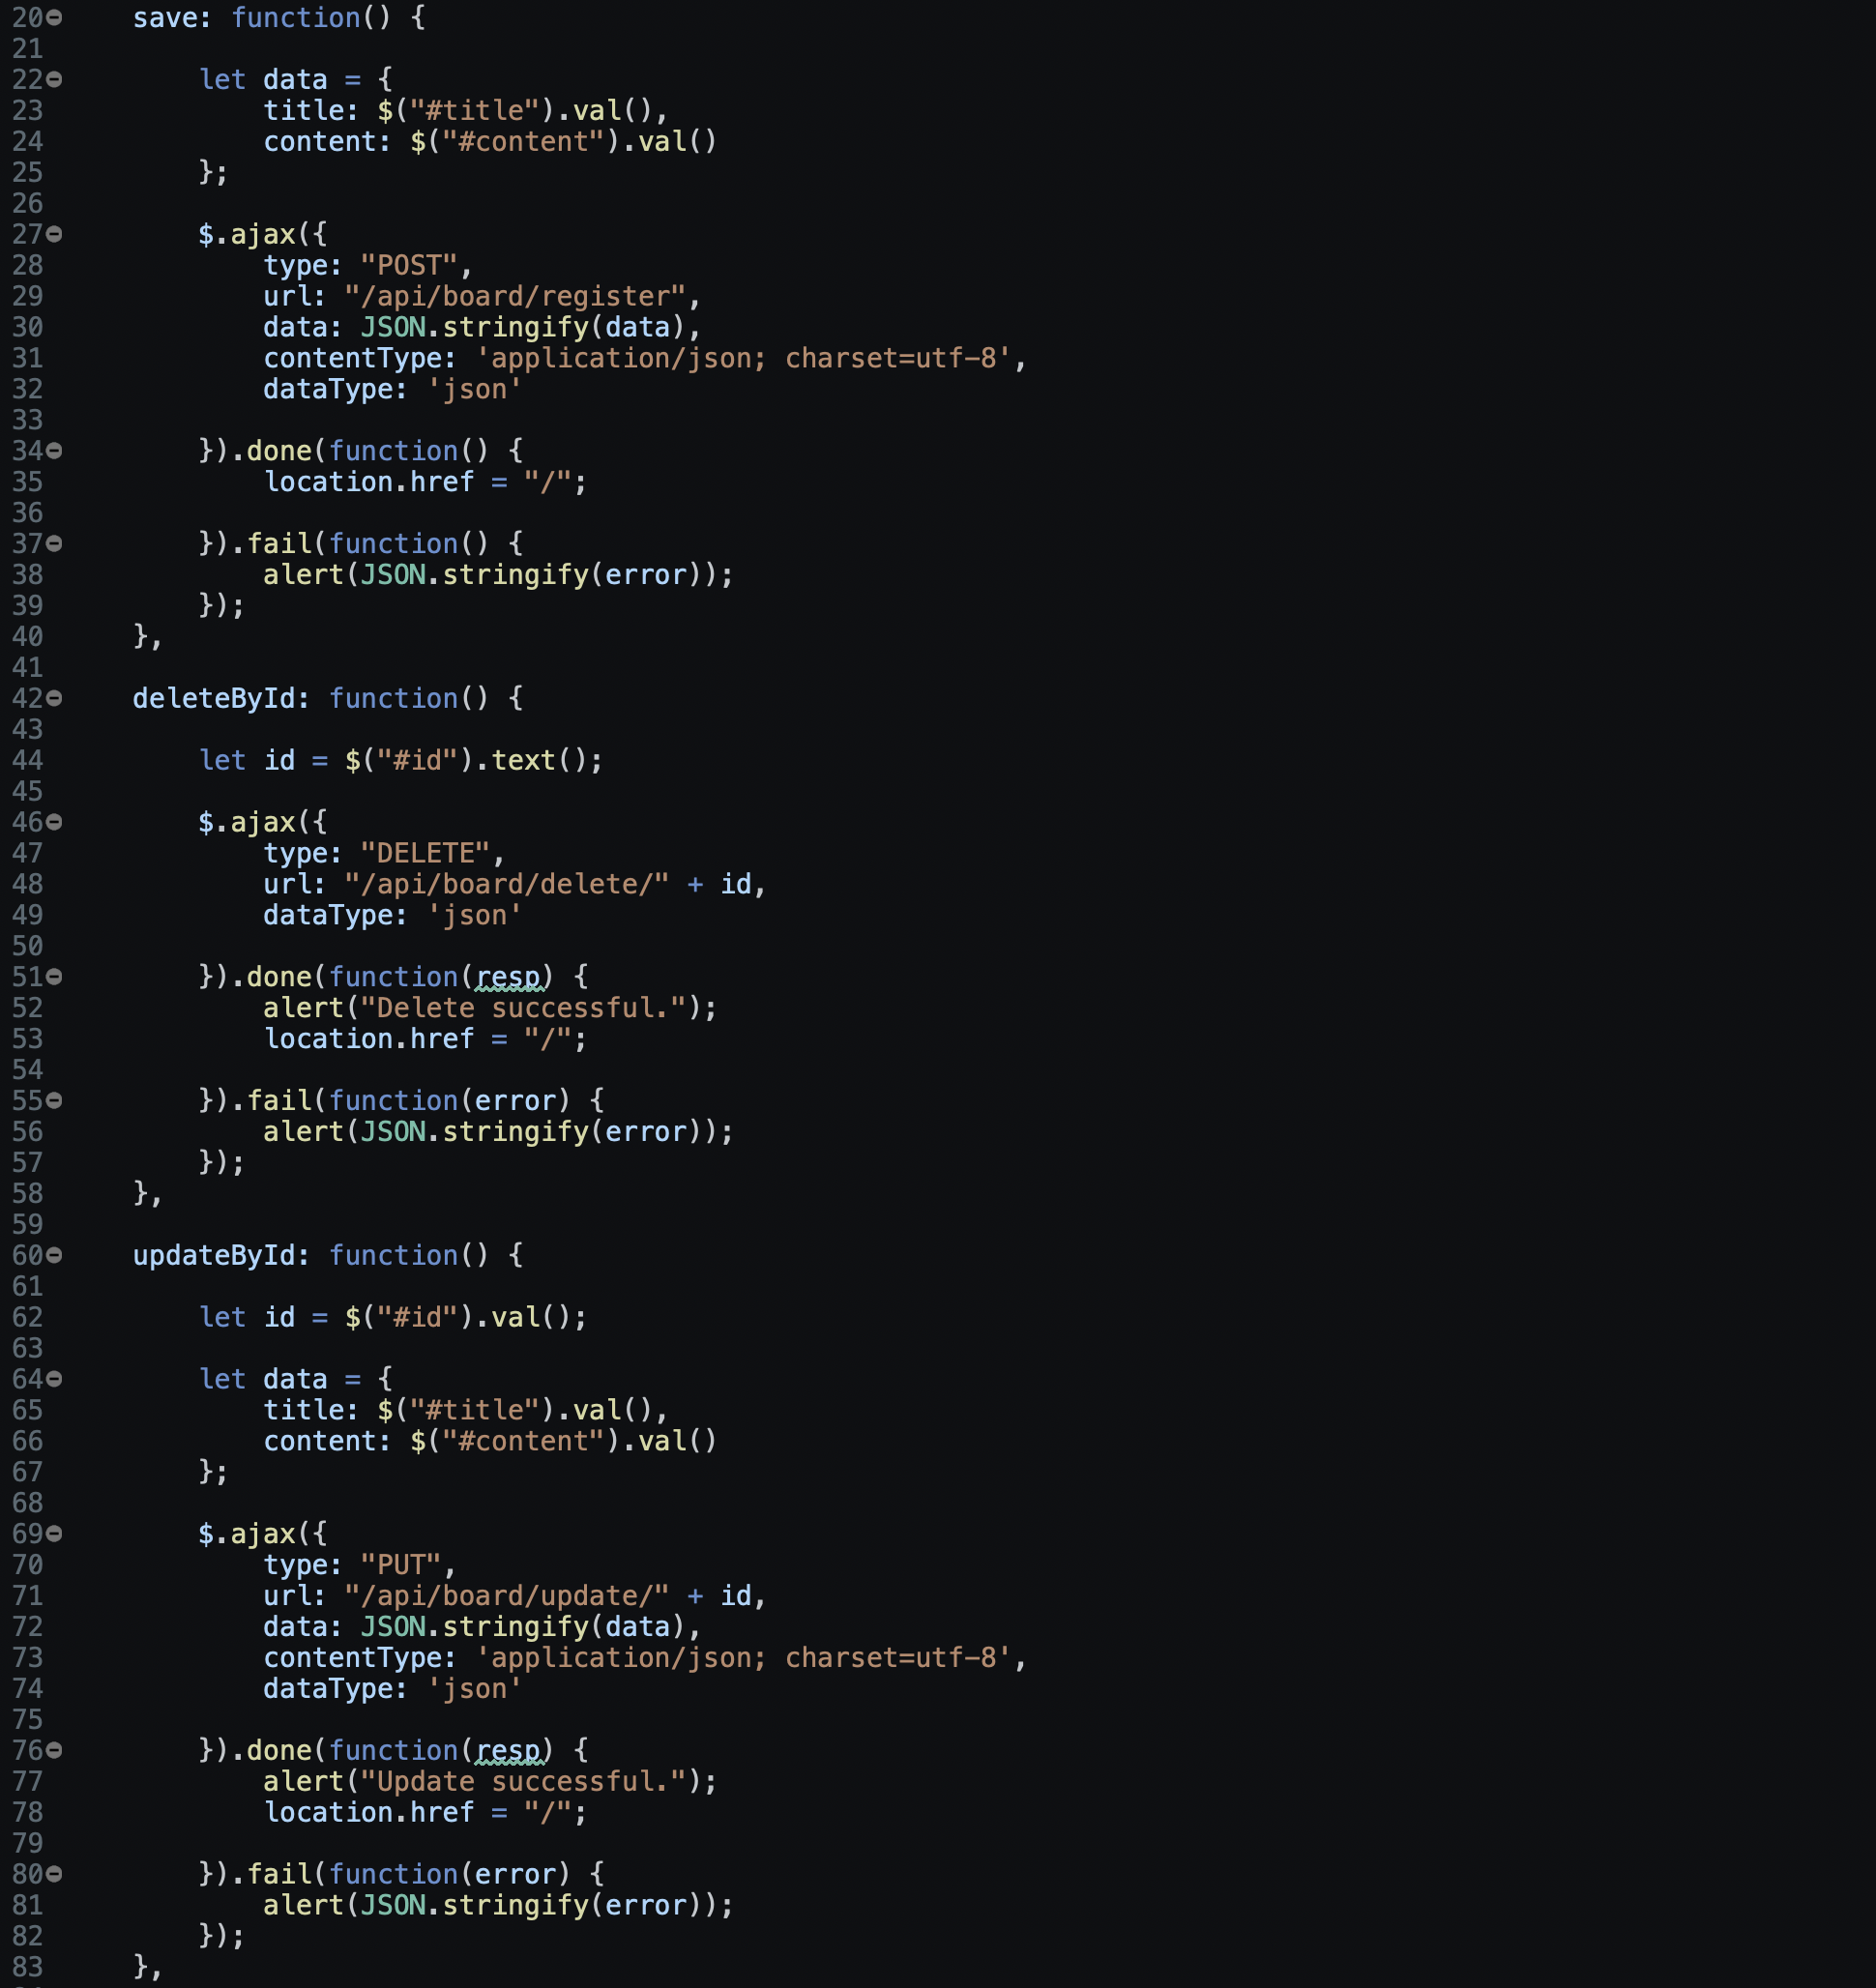 20 save: function() {
21
22 let data = {
23 title: $("#title").val(),
24 content: $("#content").val()
25 };
26
27 $.ajax({
28 type: "POST",
29 url: "/api/board/register",
30 data: JSON.stringify(data),
31 contentType: 'application/json; charset=utf-8',
32 dataType: 'json'
33
34 }).done(function() {
35 location.href = "/";
36
37 }).fail(function() {
38 alert(JSON.stringify(error));
39 });
40 },
41
42 deleteById: function() {
43
44 let id = $("#id").text();
45
46 $.ajax({
47 type: "DELETE",
48 url: "/api/board/delete/" + id,
49 dataType: 'json'
50
51 }).done(function(resp) {
52 alert("Delete successful.");
53 location.href = "/";
54
55 }).fail(function(error) {
56 alert(JSON.stringify(error));
57 });
58 },
59
60 updateById: function() {
61
62 let id = $("#id").val();
63
64 let data = {
65 title: $("#title").val(),
66 content: $("#content").val()
67 };
68
69 $.ajax({
70 type: "PUT",
71 url: "/api/board/update/" + id,
72 data: JSON.stringify(data),
73 contentType: 'application/json; charset=utf-8',
74 dataType: 'json'
75
76 }).done(function(resp) {
77 alert("Update successful.");
78 location.href = "/";
79
80 }).fail(function(error) {
81 alert(JSON.stringify(error));
82 });
83 },